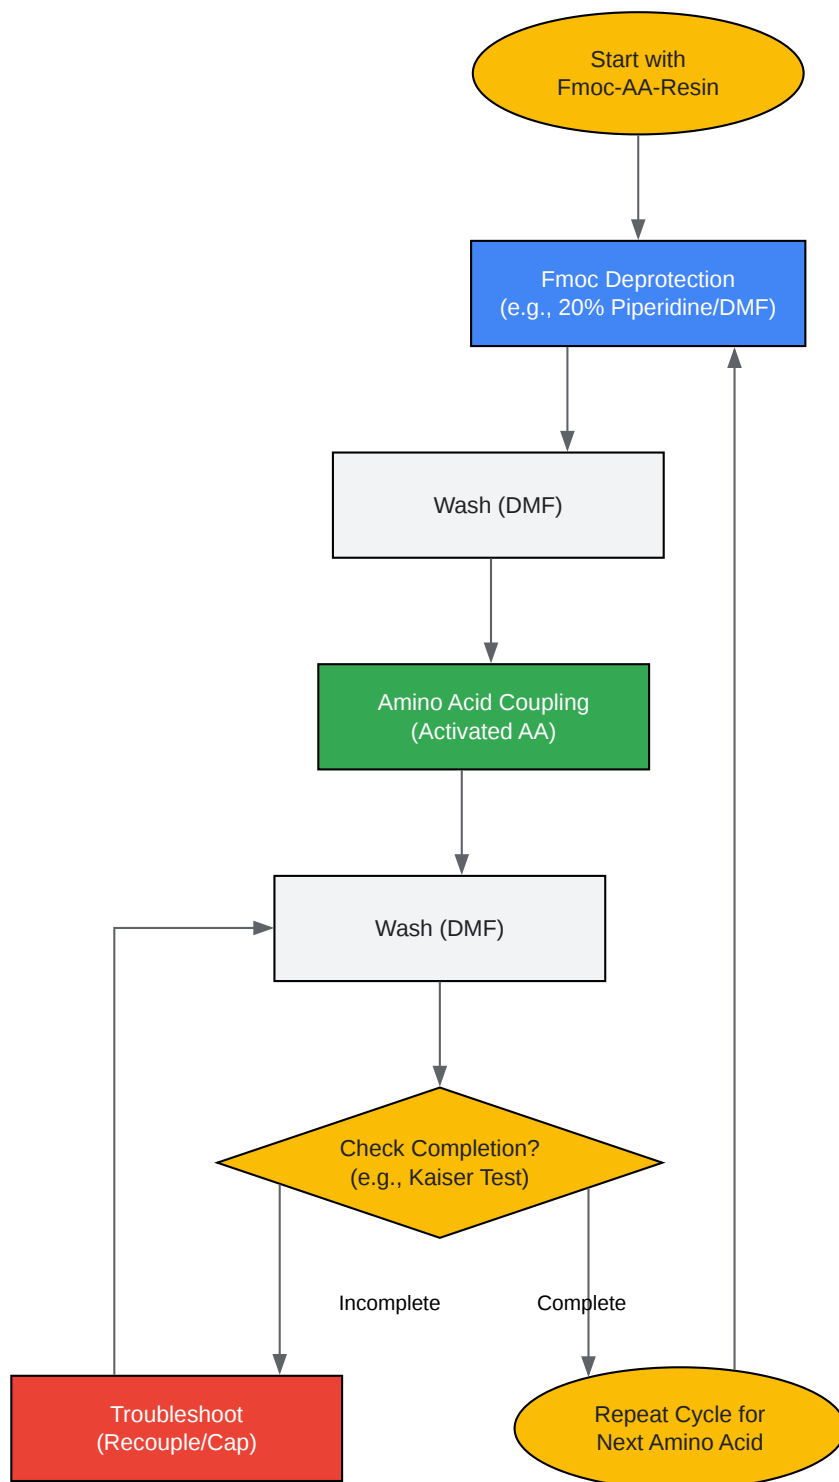 Start with
Fmoc-AA-Resin
Fmoc Deprotection
(e.g., 20% Piperidine/DMF)
Wash (DMF)
Amino Acid Coupling
(Activated AA)
Wash (DMF)
Check Completion?
(e.g., Kaiser Test)
Incomplete
Complete
Troubleshoot
(Recouple/Cap)
Repeat Cycle for
Next Amino Acid